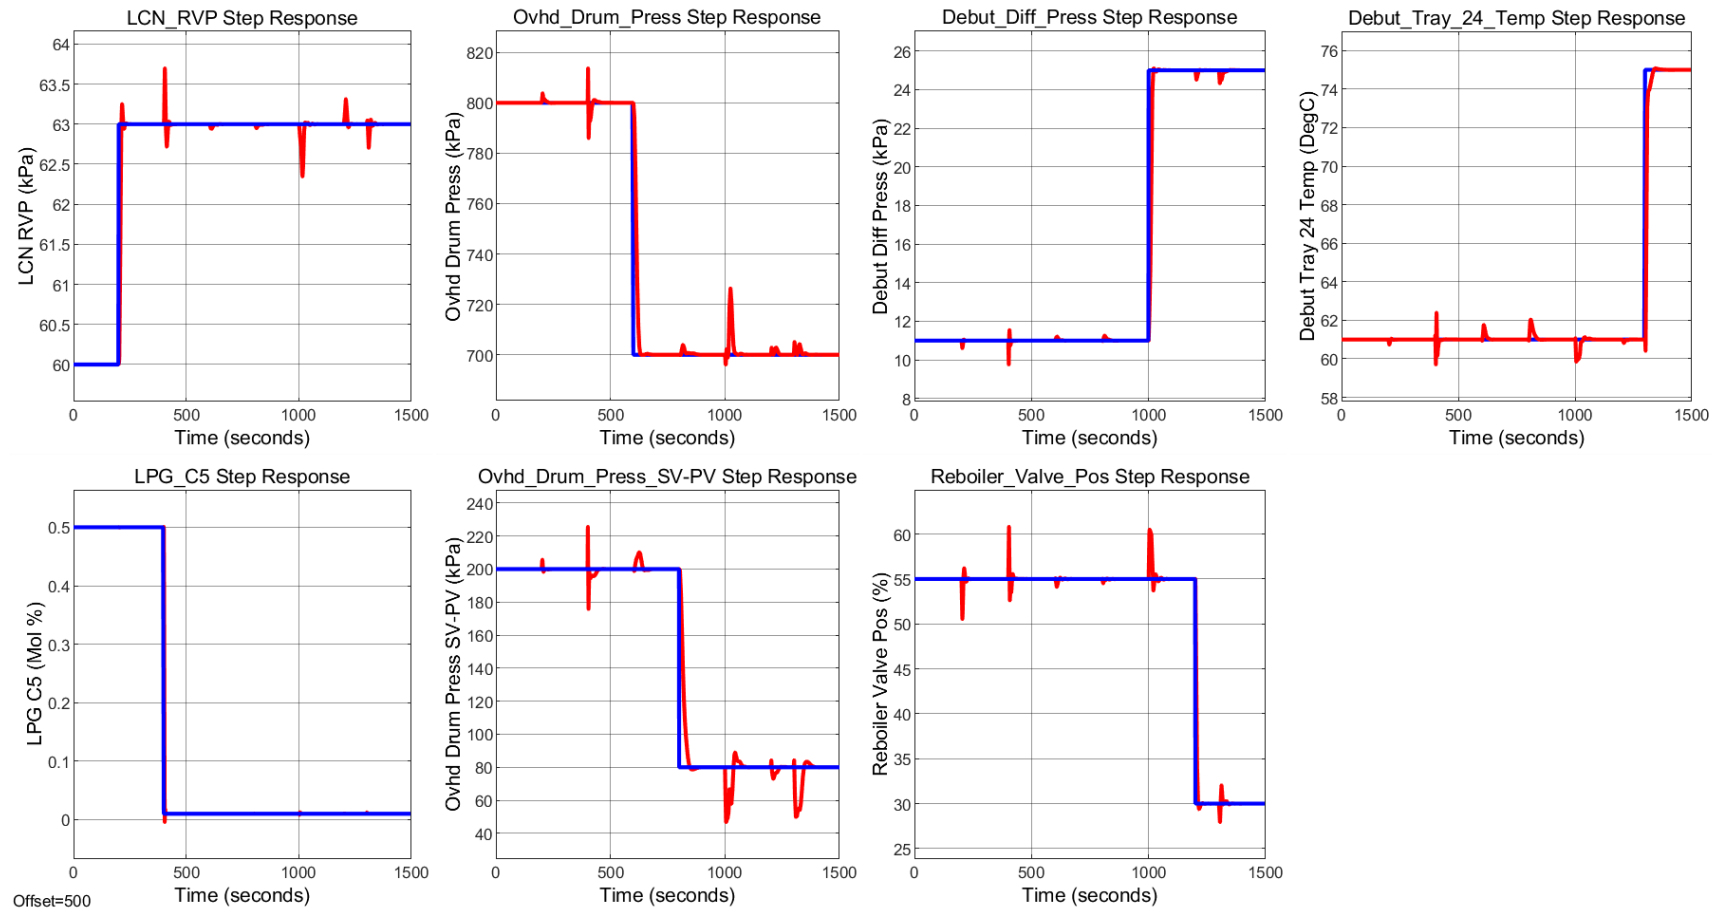 LCN_RVP Step Response
64
63.5
63
62.5
62
61.5
61
60.5
60
LCN RVP (kPa)
0 500 1000 1500
Time (seconds)
Ovhd_Drum_Press Step Response
820
800
780
760
740
720
700
Ovhd Drum Press (kPa)
0 500 1000 1500
Time (seconds)
Debut_Diff_Press Step Response
26
24
22
20
18
16
14
12
10
8
Debut Diff Press (kPa)
0 500 1000 1500
Time (seconds)
Debut_Tray_24_Temp Step Response
76
74
72
70
68
66
64
62
60
58
Debut Tray 24 Temp (DegC)
0 500 1000 1500
Time (seconds)
LPG_C5 Step Response
0.5
0.4
0.3
0.2
0.1
0
LPG C5 (Mol %)
0 500 1000 1500
Time (seconds)
Ovhd_Drum_Press_SV-PV Step Response
240
220
200
180
160
140
120
100
80
60
40
Ovhd Drum Press SV-PV (kPa)
0 500 1000 1500
Time (seconds)
Reboiler_Valve_Pos Step Response
60
55
50
45
40
35
30
25
Reboiler Valve Pos (%)
0 500 1000 1500
Time (seconds)
Offset=500